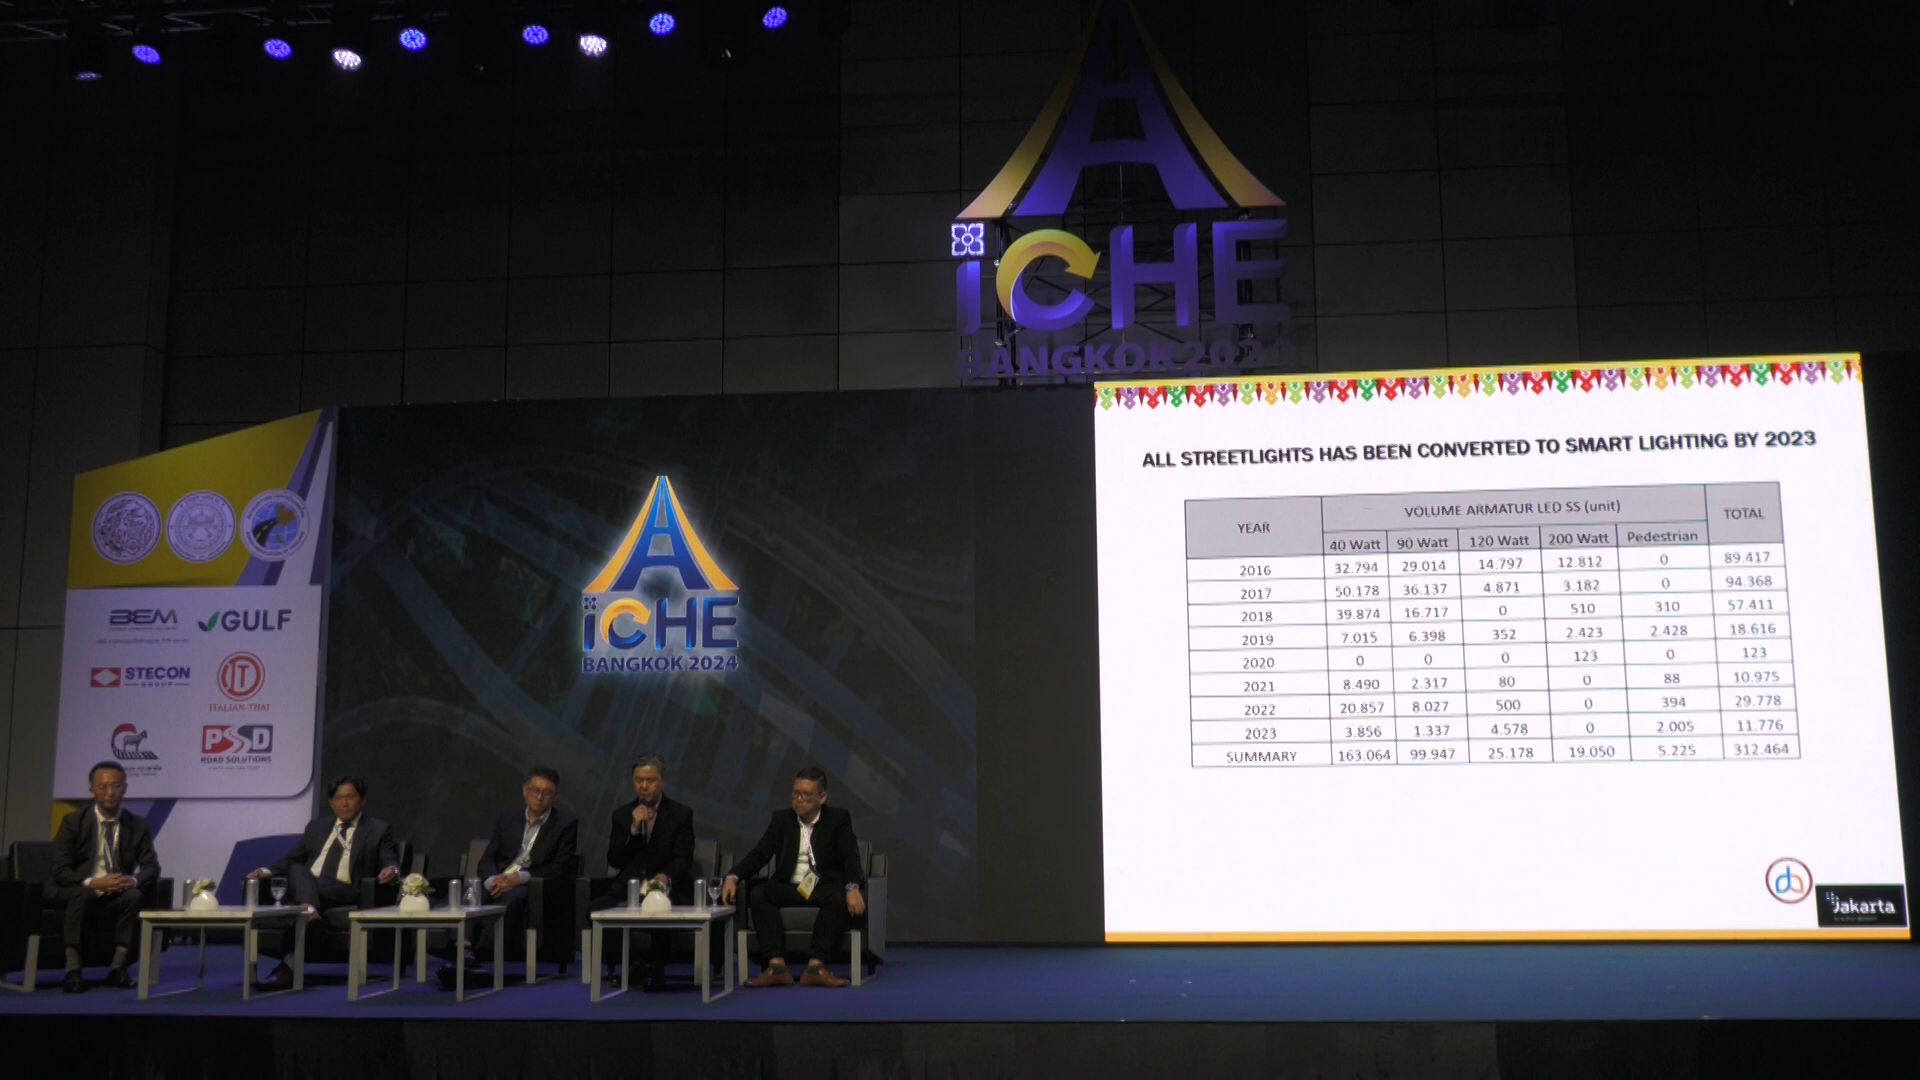 iCHE
BANGKOK 2024
BEM
GULF
STECON
GROUP
ITD
ITALIAN-THAI
PSD
ROAD SOLUTIONS
iCHE
BANGKOK 2024
ALL STREETLIGHTS HAS BEEN CONVERTED TO SMART LIGHTING BY 2023
YEAR VOLUME ARMATUR LED SS (unit) TOTAL
40 Watt 90 Watt 120 Watt 200 Watt Pedestrian
2016 32.794 29.014 14.797 12.812 0 89.417
2017 50.178 36.137 4.871 3.182 0 94.368
2018 39.874 16.717 0 510 310 57.411
2019 7.015 6.398 352 2.423 2.428 18.616
2020 0 0 0 123 0 123
2021 8.490 2.317 80 0 88 10.975
2022 20.857 8.027 500 0 394 29.778
2023 3.856 1.337 4.578 0 2.005 11.776
SUMMARY 163.064 99.947 25.178 19.050 5.225 312.464
Jakarta